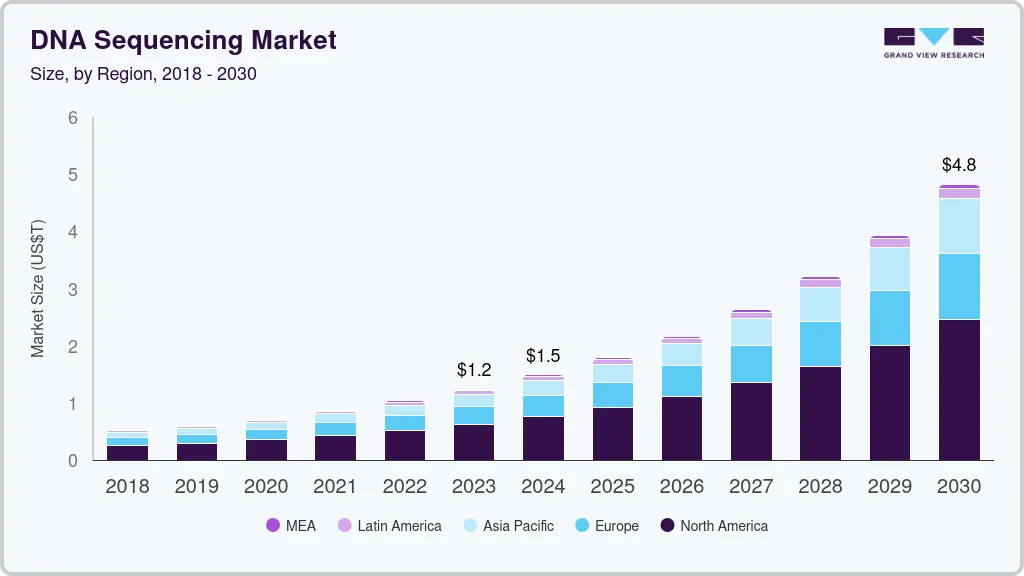 DNA Sequencing Market
Size, by Region, 2018 - 2030
GRAND VIEW RESEARCH
Market Size (US$T)
6
5
4
3
2
1
0
$1.2
$1.5
$4.8
2018 2019 2020 2021 2022 2023 2024 2025 2026 2027 2028 2029 2030
MEA Latin America Asia Pacific Europe North America